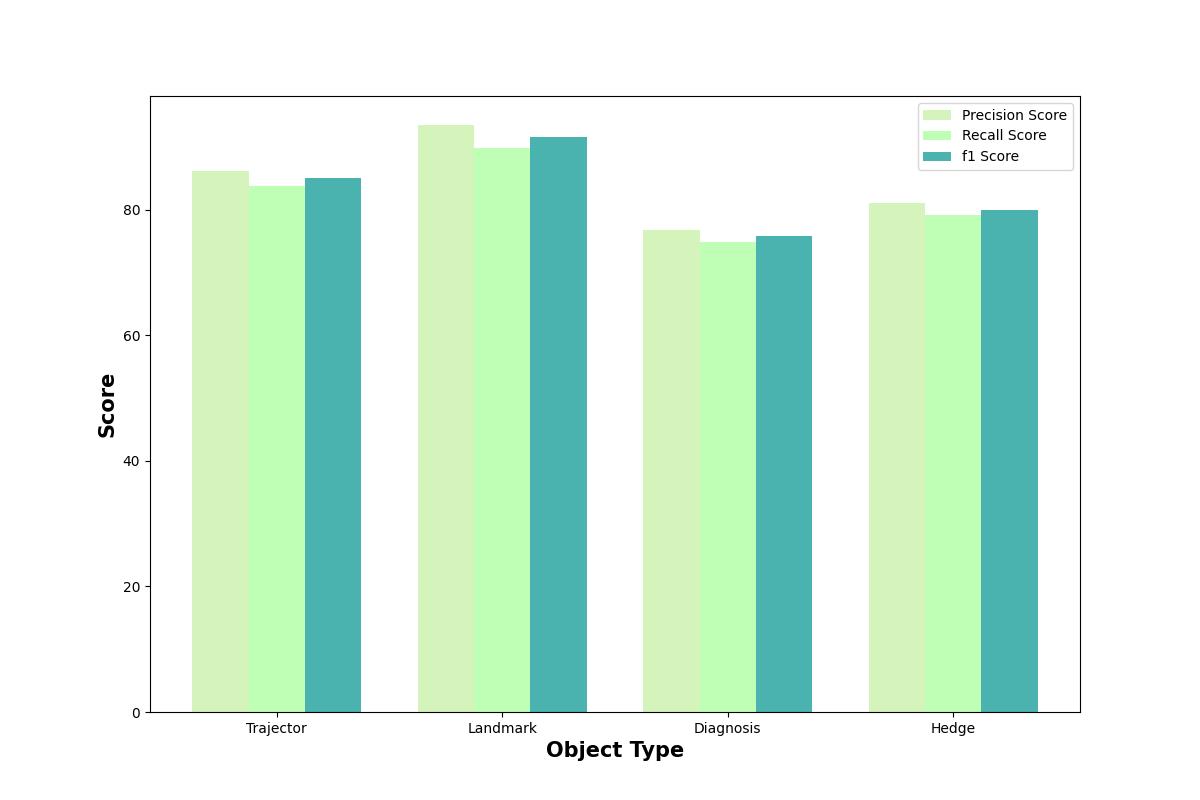 Precision Score
Recall Score
f1 Score
80
60
40
20
0
Score
Trajector
Landmark
Diagnosis
Hedge
Object Type